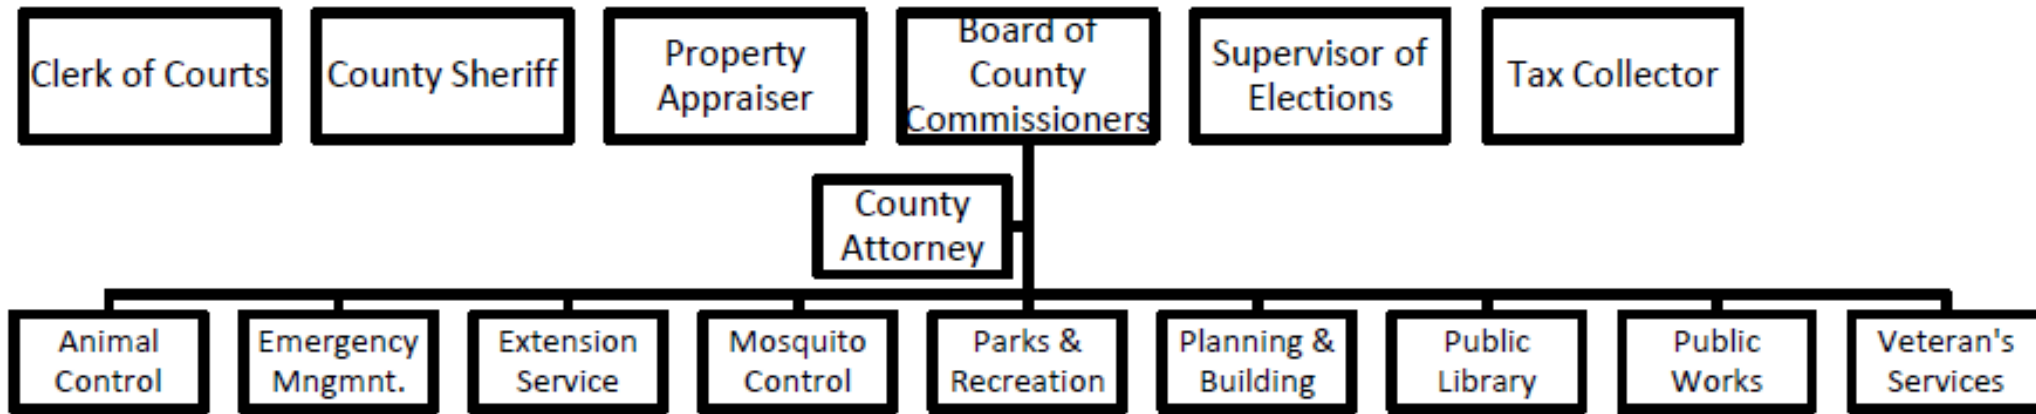 Clerk of Courts
County Sheriff
Property
Appraiser
Board of
County
Commissioners
Supervisor of
Elections
Tax Collector
County
Attorney
Animal
Control
Emergency
Mngmnt.
Extension
Service
Mosquito
Control
Parks &
Recreation
Planning &
Building
Public
Library
Public
Works
Veteran's
Services